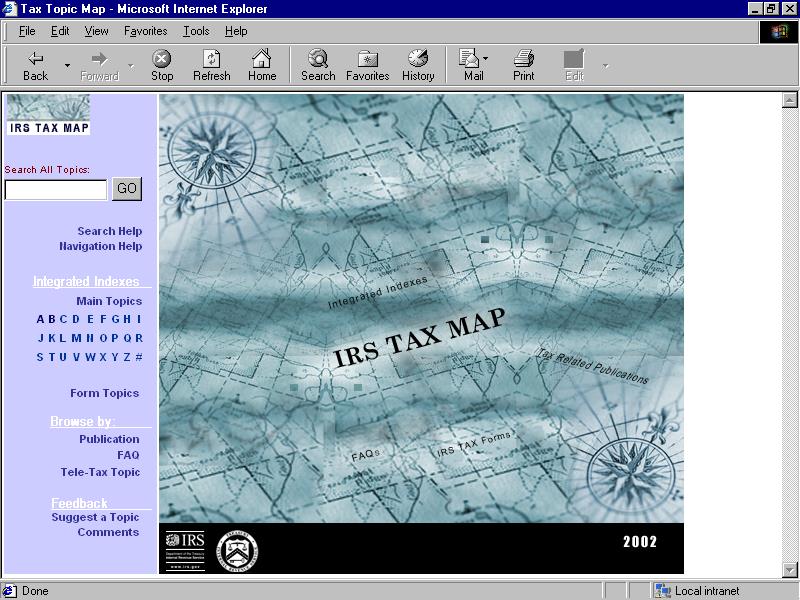 Tax Topic Map - Microsoft Internet Explorer
File Edit View Favorites Tools Help
Back Forward Stop Refresh Home Search Favorites History Mail Print Edit
IRS TAX MAP
Search All Topics:
GO
Search Help
Navigation Help
Integrated Indexes
Main Topics
A B C D E F G H I
J K L M N O P Q R
S T U V W X Y Z #
Form Topics
Browse by:
Publication
FAQ
Tele-Tax Topic
Feedback
Suggest a Topic
Comments
Integrated Indexes
IRS TAX MAP
Tax Related Publications
FAQs
IRS TAX Forms
IRS
Department of the Treasury
Internal Revenue Service
www.irs.gov
2002
Done
Local intranet